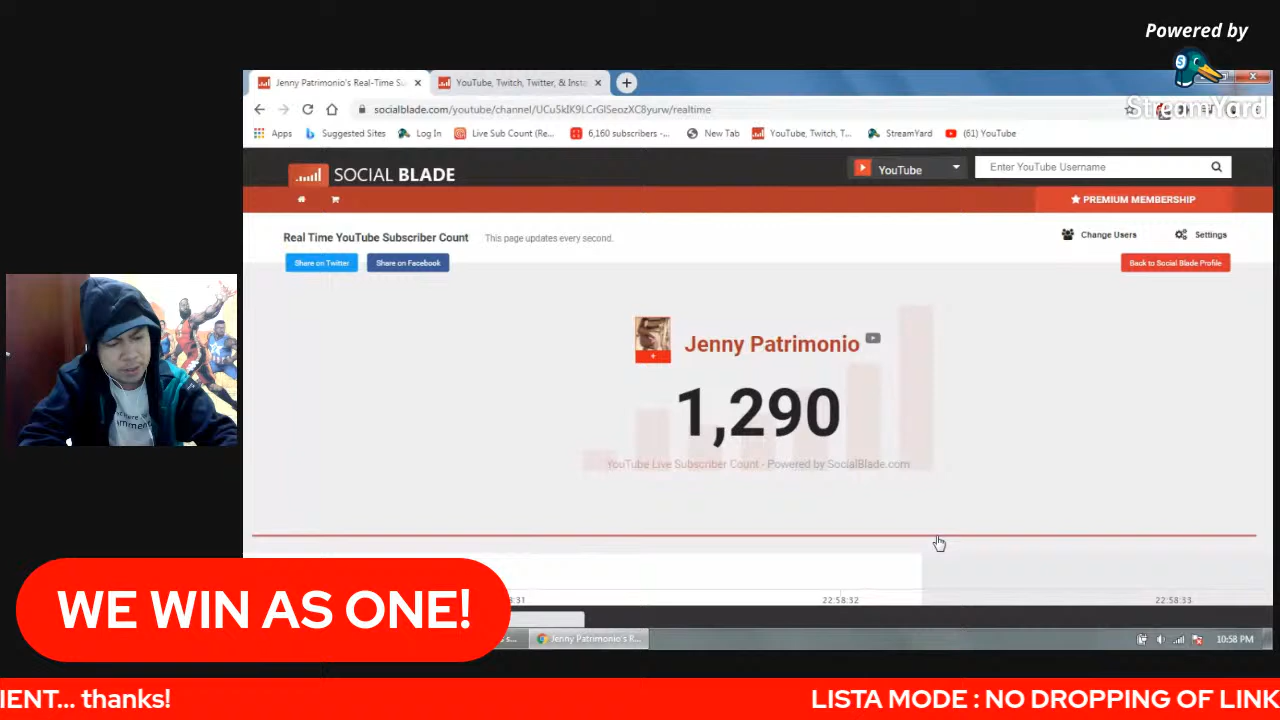 Powered by
StreamYard
Jenny Patrimonio's Real-Time Su
YouTube, Twitch, Twitter, & Insta
socialblade.com/youtube/channel/UCu5kIK9LCrGlSeozXC8yurw/realtime
Apps
Suggested Sites
Log In
Live Sub Count (Re...
6,160 subscribers -...
New Tab
YouTube, Twitch, T...
StreamYard
(61) YouTube
SOCIAL BLADE
YouTube
Enter YouTube Username
PREMIUM MEMBERSHIP
Real Time YouTube Subscriber Count
This page updates every second.
Change Users
Settings
Share on Twitter
Share on Facebook
Back to Social Blade Profile
Jenny Patrimonio
1,290
YouTube Live Subscriber Count - Powered by SocialBlade.com
:31
22:58:32
22:58:33
WE WIN AS ONE!
Jenny Patrimonio's R...
10:58 PM
IENT... thanks!
LISTA MODE : NO DROPPING OF LINK